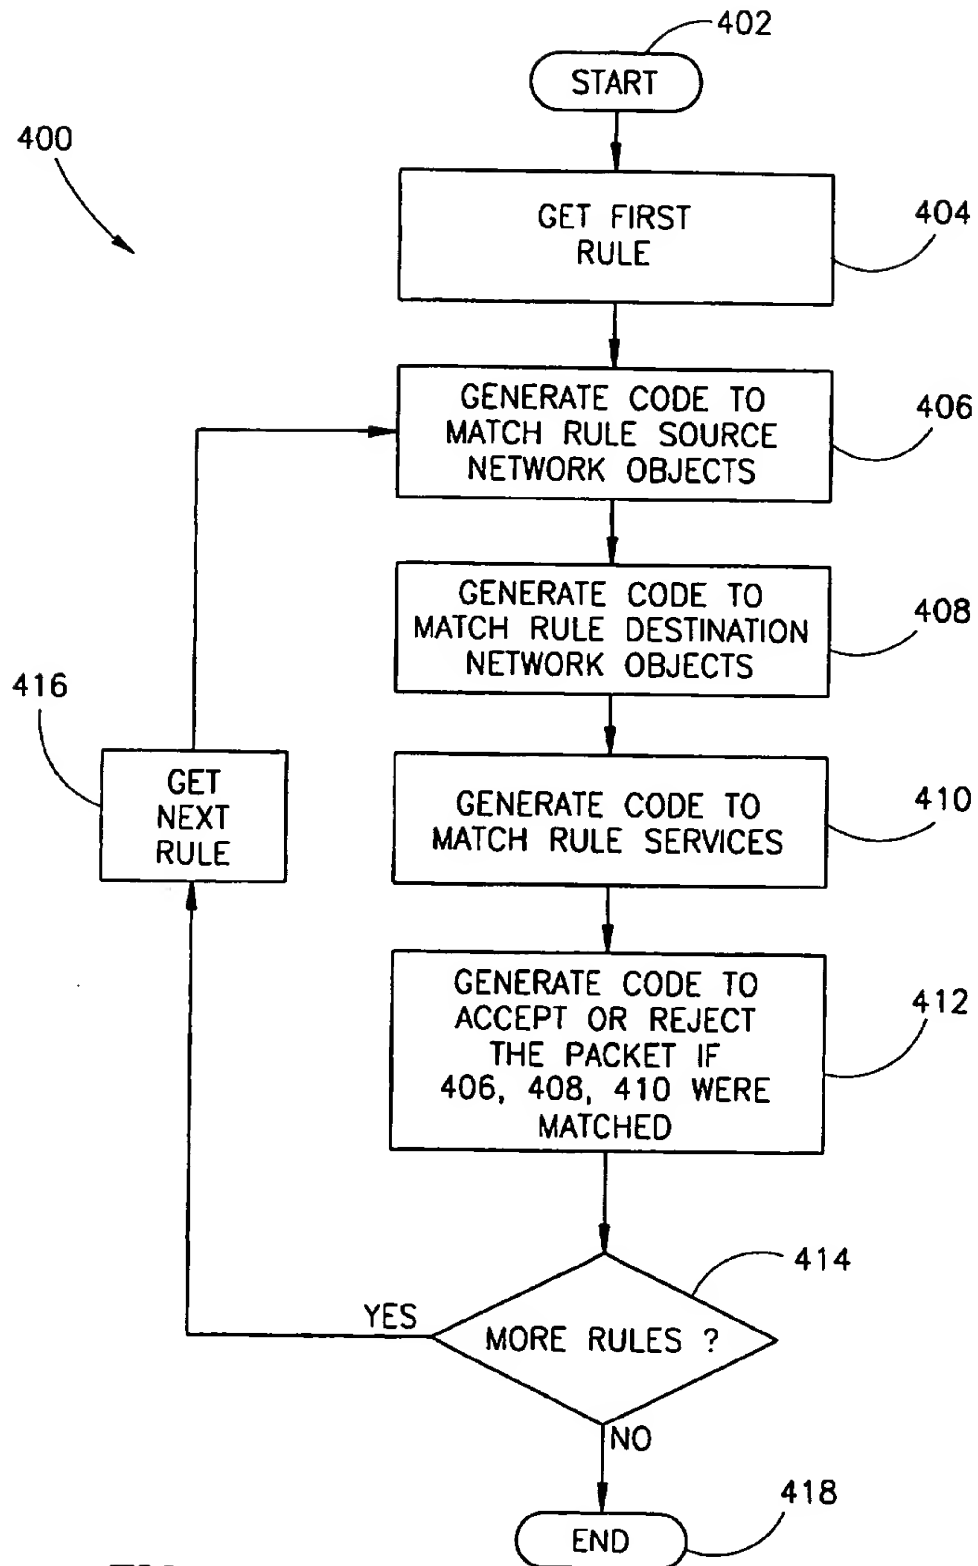 402
START
400
GET FIRST
RULE
404
GENERATE CODE TO
MATCH RULE SOURCE
NETWORK OBJECTS
406
GENERATE CODE TO
MATCH RULE DESTINATION
NETWORK OBJECTS
408
416
GET
NEXT
RULE
GENERATE CODE TO
MATCH RULE SERVICES
410
GENERATE CODE TO
ACCEPT OR REJECT
THE PACKET IF
406, 408, 410 WERE
MATCHED
412
414
YES
MORE RULES ?
NO
418
END